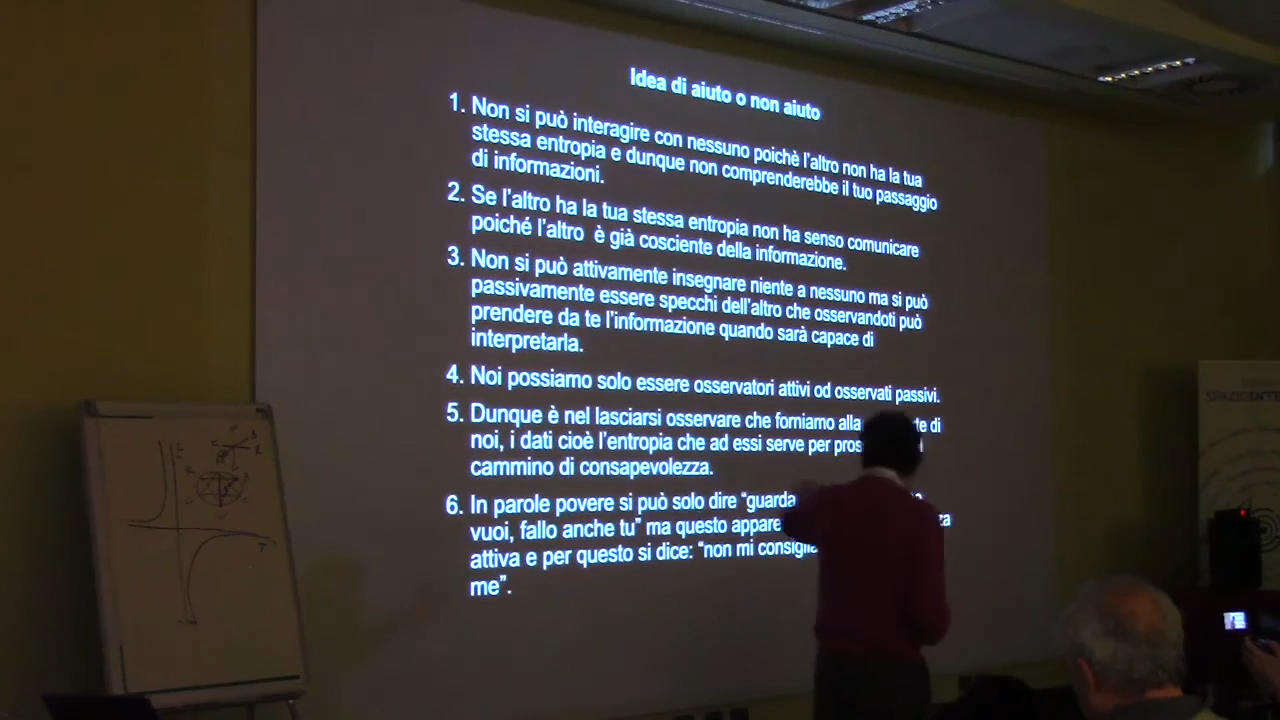 Idea di aiuto o non aiuto
1. Non si può interagire con nessuno poichè l'altro non ha la tua
stessa entropia e dunque non comprenderebbe il tuo passaggio
di informazioni.
2. Se l'altro ha la tua stessa entropia non ha senso comunicare
poiché l'altro è già cosciente della informazione.
3. Non si può attivamente insegnare niente a nessuno ma si può
passivamente essere specchi dell'altro che osservandoti può
prendere da te l'informazione quando sarà capace di
interpretarla.
4. Noi possiamo solo essere osservatori attivi od osservati passivi.
5. Dunque è nel lasciarsi osservare che forniamo alla di
noi, i dati cioè l'entropia che ad essi serve per
cammino di consapevolezza.
6. In parole povere si può solo dire “guarda
vuoi, fallo anche tu” ma questo
attiva e per questo si dice: “non mi
me”.